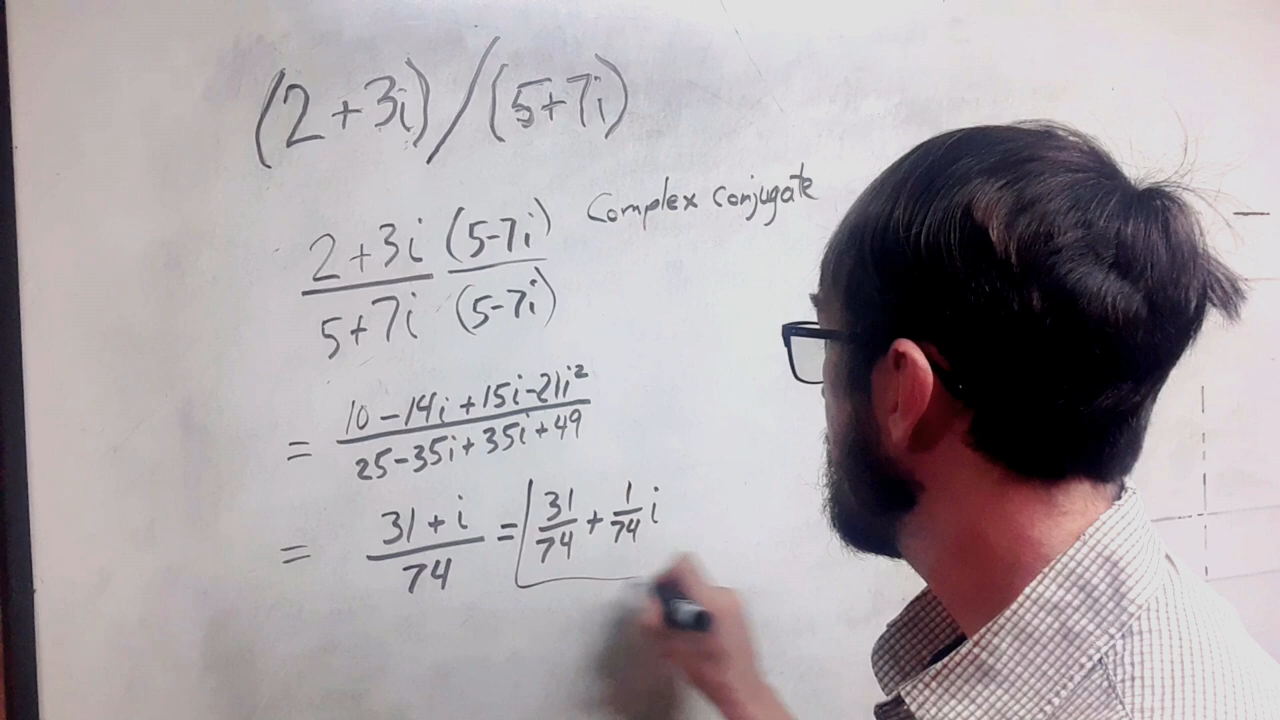 (2+3i)/(5+7i)
Complex conjugate
2+3i (5-7i)
5+7i (5-7i)
= 10-14i+15i-21i²
25-35i+35i+49
= 31+i / 74 = 31/74 + 1/74 i